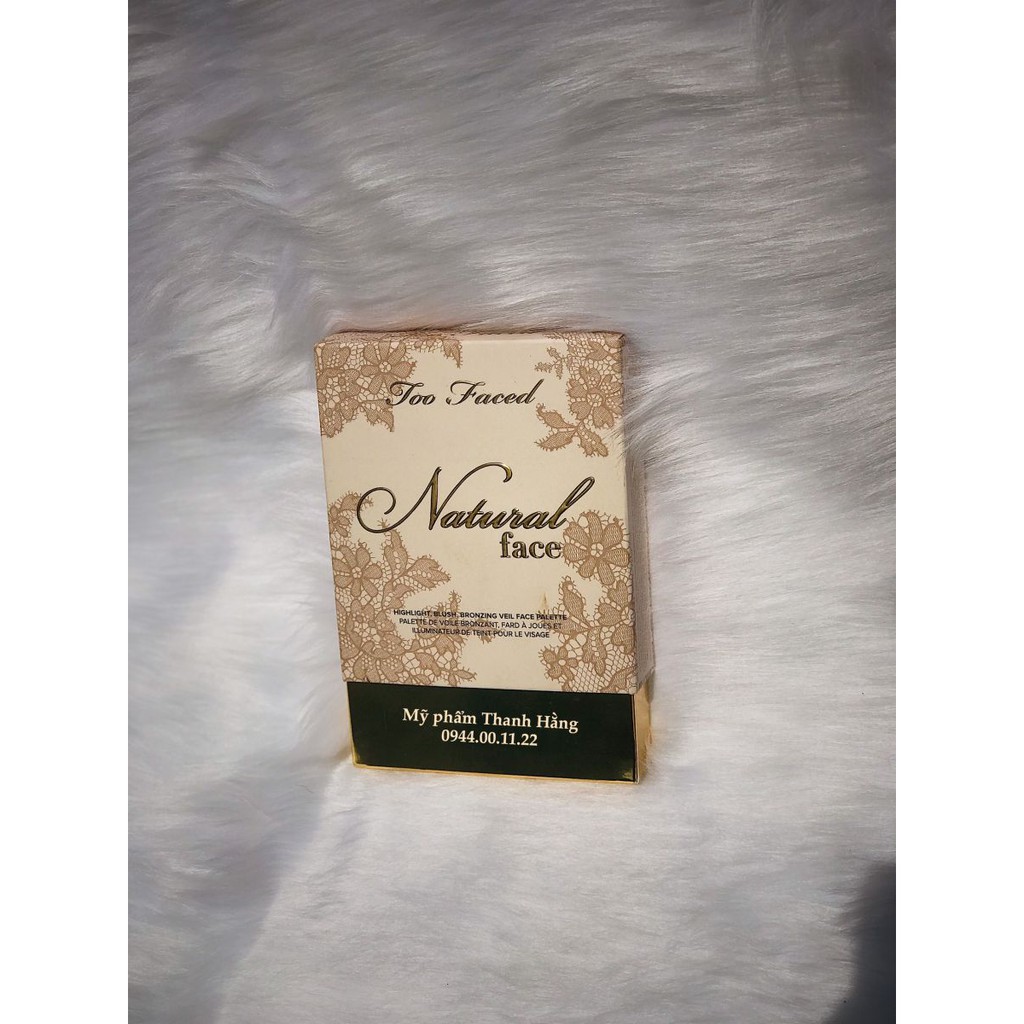 Too Faced
Natural
face
HIGHLIGHT, BLUSH, BRONZING VEIL FACE PALETTE
PALETTE DE VOILE BRONZANT, FARD À JOUES ET
ILLUMINATEUR DE TEINT POUR LE VISAGE
Mỹ phẩm Thanh Hằng
0944.00.11.22